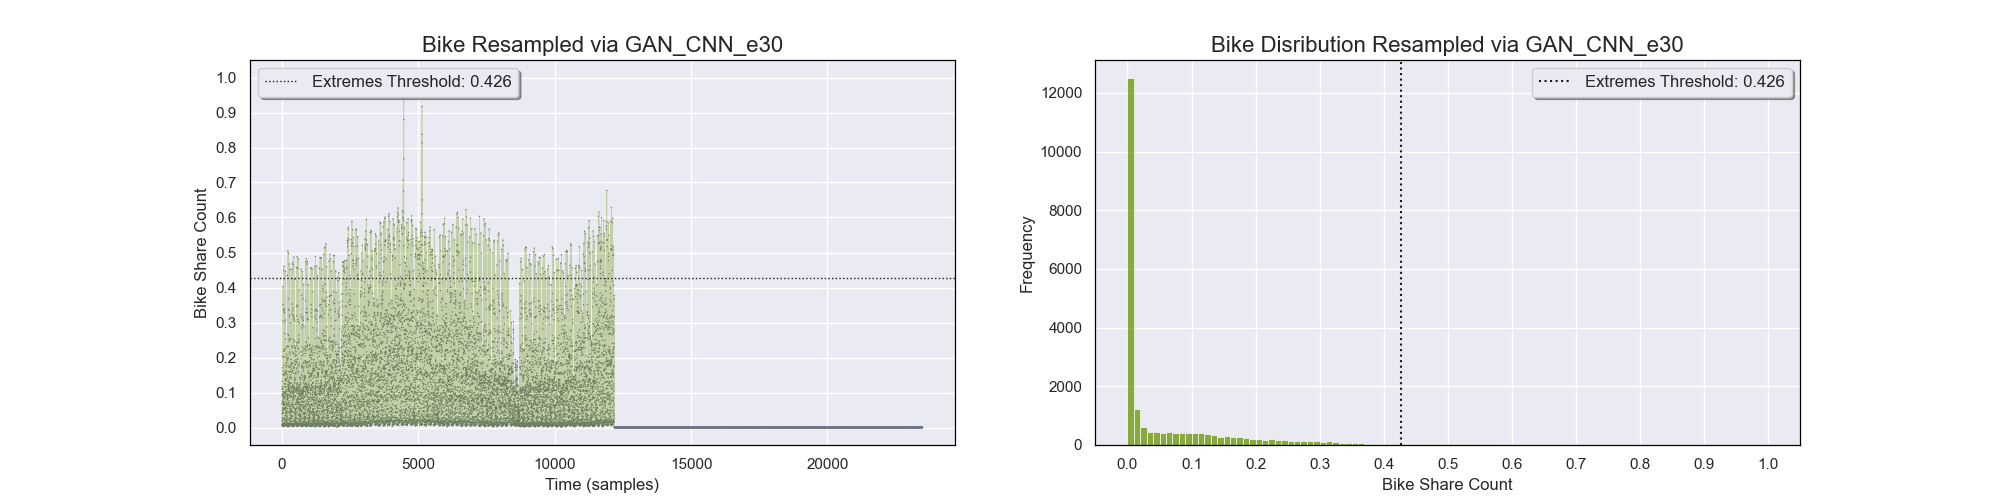 Bike Resampled via GAN_CNN_e30
Extremes Threshold: 0.426
1.0
0.9
0.8
0.7
0.6
0.5
0.4
0.3
0.2
0.1
0.0
Bike Share Count
0 5000 10000 15000 20000
Time (samples)
Bike Disribution Resampled via GAN_CNN_e30
Extremes Threshold: 0.426
12000
10000
8000
6000
4000
2000
0
Frequency
0.0 0.1 0.2 0.3 0.4 0.5 0.6 0.7 0.8 0.9 1.0
Bike Share Count